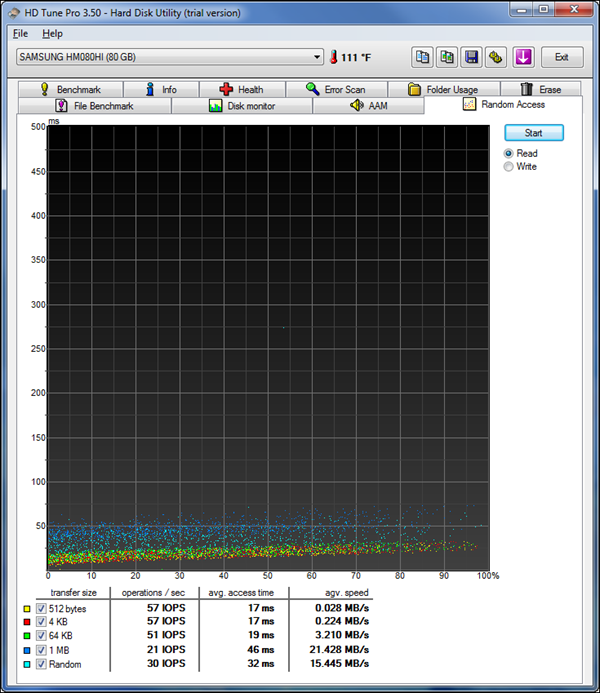 HD Tune Pro 3.50 - Hard Disk Utility (trial version)
File Help
SAMSUNG HM080HI (80 GB) 111 °F Exit
Benchmark Info Health Error Scan Folder Usage Erase
File Benchmark Disk monitor AAM Random Access
ms
Start
Read
Write
500
450
400
350
300
250
200
150
100
50
0 10 20 30 40 50 60 70 80 90 100%
transfer size operations / sec avg. access time agv. speed
512 bytes 57 IOPS 17 ms 0.028 MB/s
4 KB 57 IOPS 17 ms 0.224 MB/s
64 KB 51 IOPS 19 ms 3.210 MB/s
1 MB 21 IOPS 46 ms 21.428 MB/s
Random 30 IOPS 32 ms 15.445 MB/s